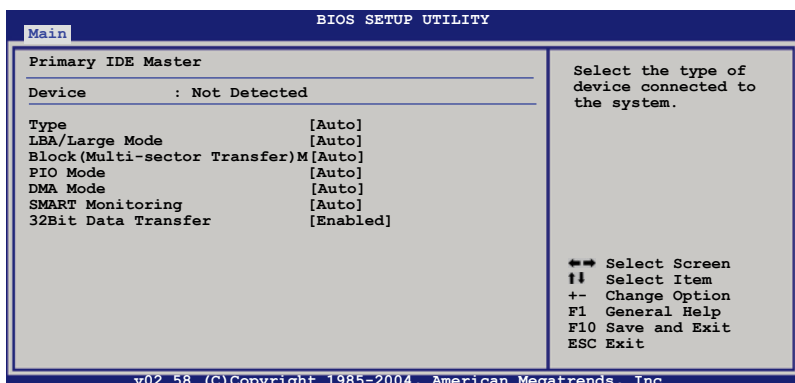 BIOS SETUP UTILITY
Main
Primary IDE Master
Device : Not Detected
Type [Auto]
LBA/Large Mode [Auto]
Block(Multi-sector Transfer)M[Auto]
PIO Mode [Auto]
DMA Mode [Auto]
SMART Monitoring [Auto]
32Bit Data Transfer [Enabled]
Select the type of
device connected to
the system.
Select Screen
Select Item
+- Change Option
F1 General Help
F10 Save and Exit
ESC Exit
v02.58 (C)Copyright 1985-2004, American Megatrends, Inc.